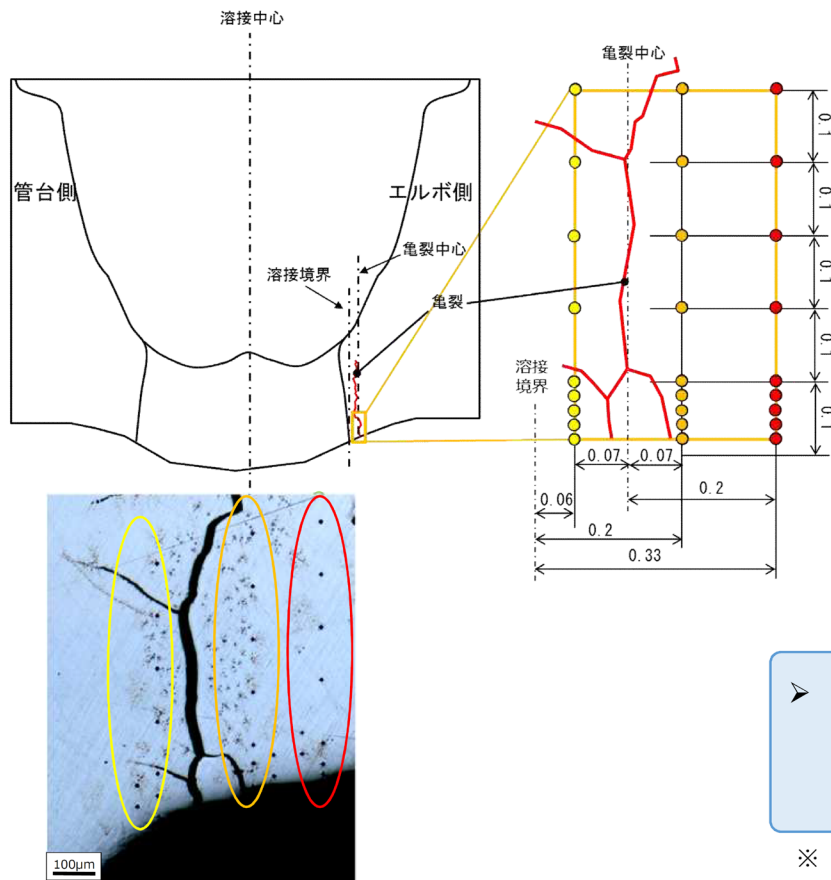 溶接中心
管台側
エルボ側
亀裂中心
溶接境界
亀裂
亀裂中心
0.1
0.1
0.1
0.1
0.1
溶接
境界
0.07
0.07
0.06
0.2
0.2
0.33
100μm
➢
※